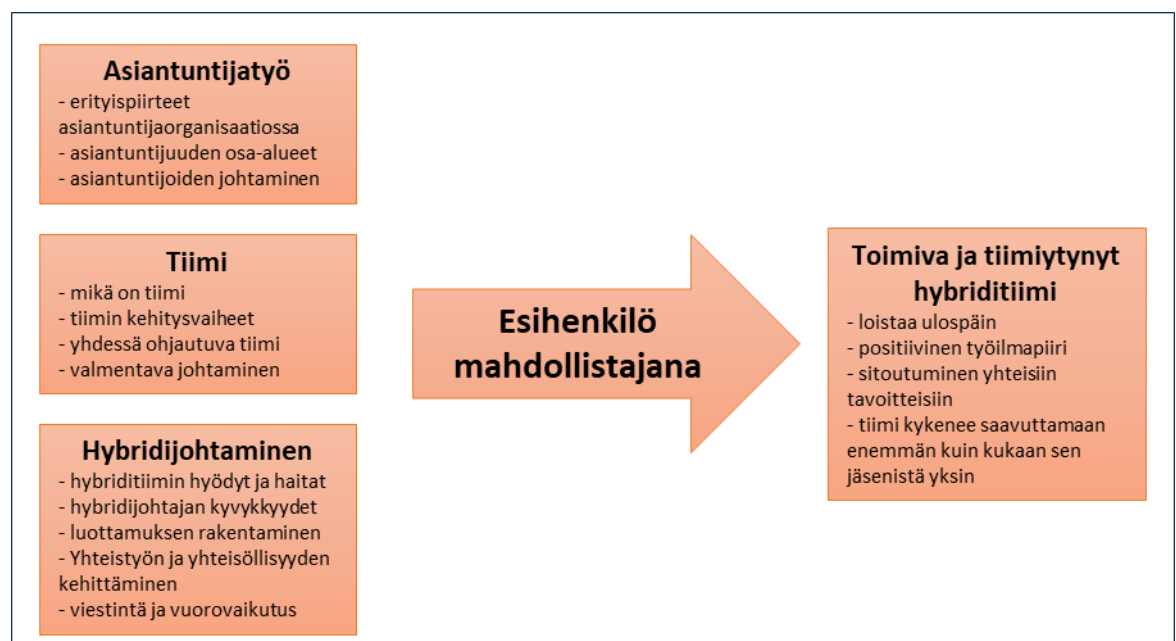 Asiantuntijatyö
- erityispiirteet
asiantuntijaorganisaatiossa
- asiantuntijuuden osa-alueet
- asiantuntijoiden johtaminen
Tiimi
- mikä on tiimi
- tiimin kehitysvaiheet
- yhdessä ohjautuva tiimi
- valmentava johtaminen
Hybridijohtaminen
- hybriditiimin hyödyt ja haitat
- hybridijohtajan kyvykkyydet
- luottamuksen rakentaminen
- Yhteistyön ja yhteisöllisyyden
kehittäminen
- viestintä ja vuorovaikutus
Esihenkilö
mahdollistajana
Toimiva ja tiimiytynyt
hybriditiimi
- loistaa ulospäin
- positiivinen työilmapiiri
- sitoutuminen yhteisiin
tavoitteisiin
- tiimi kykenee saavuttamaan
enemmän kuin kukaan sen
jäsenistä yksin